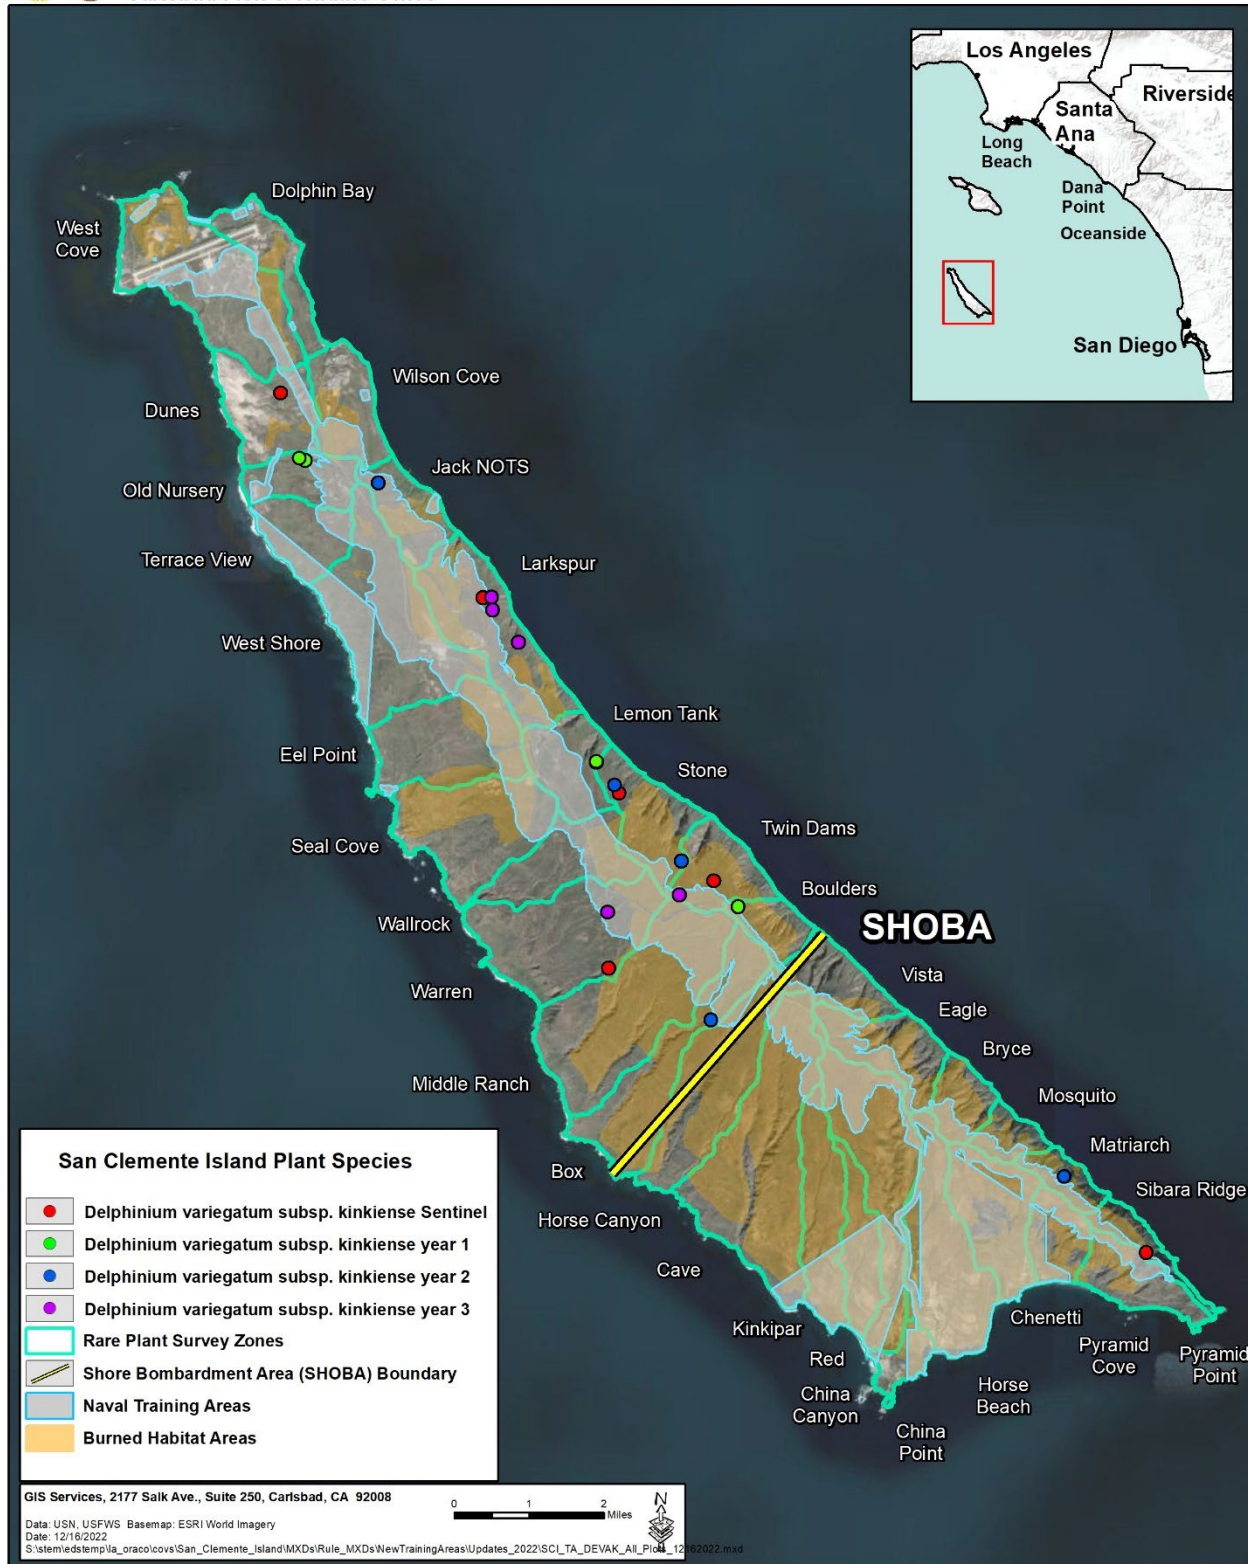 Los Angeles
Riverside
Santa
Ana
Long
Beach
Dana
Point
Oceanside
San Diego
Dolphin Bay
West
Cove
Wilson Cove
Dunes
Jack NOTS
Old Nursery
Terrace View
Larkspur
West Shore
Lemon Tank
Eel Point
Stone
Seal Cove
Twin Dams
Boulders
Wallrock
SHOBA
Warren
Vista
Eagle
Bryce
Middle Ranch
Mosquito
Matriarch
Box
Sibara Ridge
Horse Canyon
Cave
Kinkipar
Chenetti
Red
Pyramid
Cove
Pyramid
Point
China
Canyon
Horse
Beach
China
Point
San Clemente Island Plant Species
Delphinium variegatum subsp. kinkiense Sentinel
Delphinium variegatum subsp. kinkiense year 1
Delphinium variegatum subsp. kinkiense year 2
Delphinium variegatum subsp. kinkiense year 3
Rare Plant Survey Zones
Shore Bombardment Area (SHOBA) Boundary
Naval Training Areas
Burned Habitat Areas
GIS Services, 2177 Salk Ave., Suite 250, Carlsbad, CA 92008
Data: USN, USFWS Basemap: ESRI World Imagery
Date: 12/16/2022
0 1 2
Miles
N